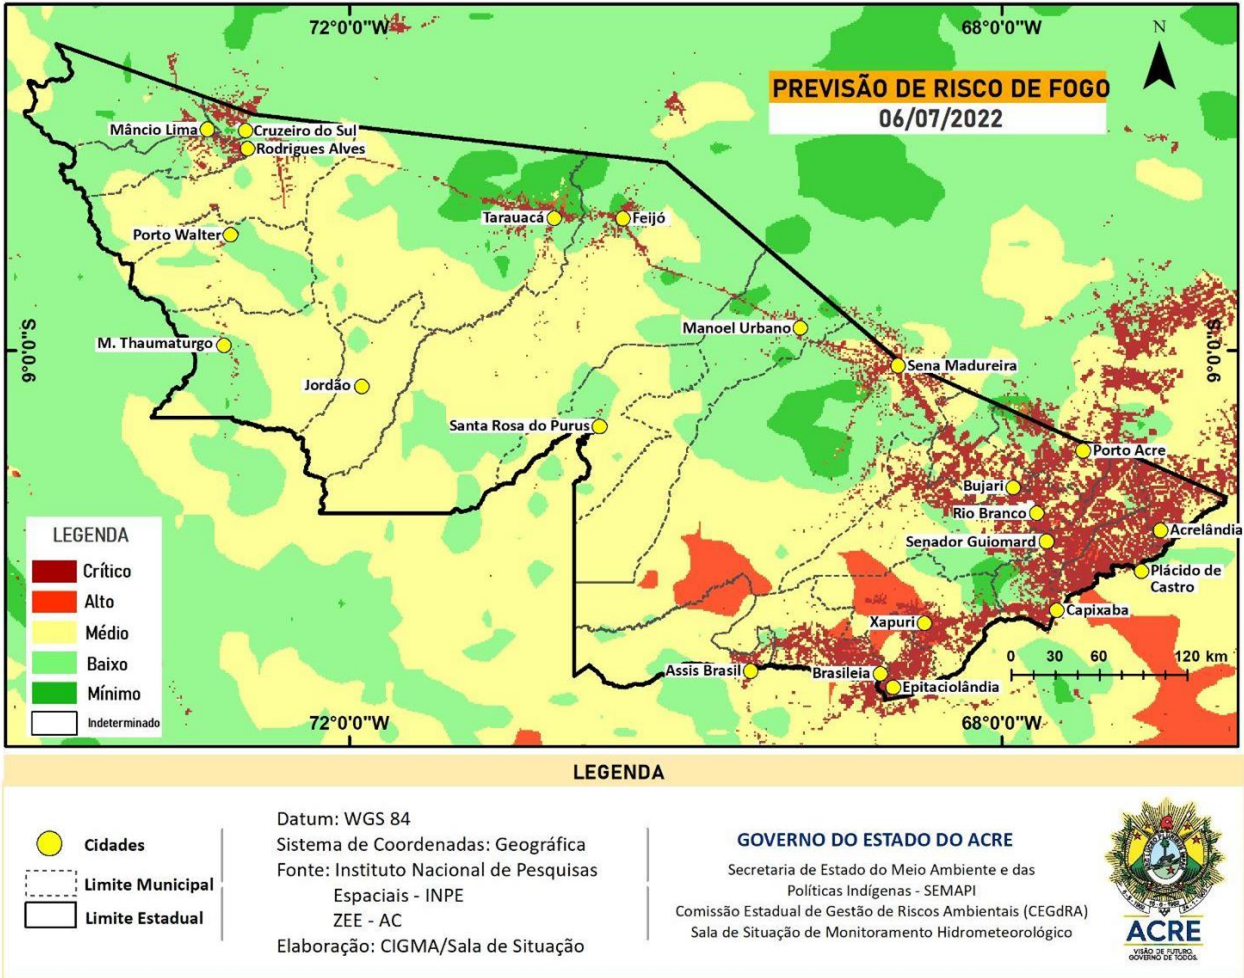 72°0'0"W
68°0'0"W
N
PREVISÃO DE RISCO DE FOGO
06/07/2022
Mâncio Lima
Cruzeiro do Sul
Rodrigues Alves
Tarauacá
Feijó
Porto Walter
M. Thaumaturgo
Manoel Urbano
9°0'0"S
9°0'0"S
Sena Madureira
Jordão
Santa Rosa do Purus
Porto Acre
Bujari
Rio Branco
Acrelândia
Senador Guiomard
Plácido de
Castro
Capixaba
Xapuri
Assis Brasil
Brasileia
Epitaciolândia
0 30 60 120 km
72°0'0"W
68°0'0"W
LEGENDA
Crítico
Alto
Médio
Baixo
Mínimo
Indeterminado
LEGENDA
Cidades
Limite Municipal
Limite Estadual
Datum: WGS 84
Sistema de Coordenadas: Geográfica
Fonte: Instituto Nacional de Pesquisas
Espaciais - INPE
ZEE - AC
Elaboração: CIGMA/Sala de Situação
GOVERNO DO ESTADO DO ACRE
Secretaria de Estado do Meio Ambiente e das
Políticas Indígenas - SEMAPI
Comissão Estadual de Gestão de Riscos Ambientais (CEGdRA)
Sala de Situação de Monitoramento Hidrometeorológico
ACRE
VISÃO DE FUTURO.
GOVERNO DE TODOS.